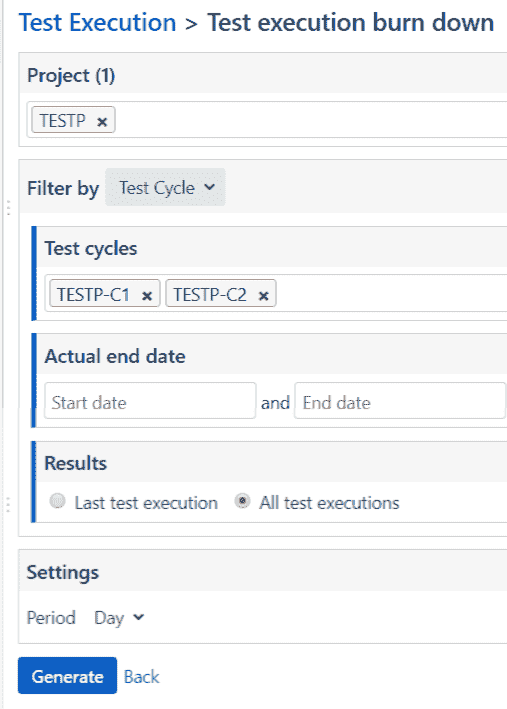 Test Execution > Test execution burn down
Project (1)
TESTP ×
Filter by Test Cycle
Test cycles
TESTP-C1 × TESTP-C2 ×
Actual end date
Start date and End date
Results
Last test execution All test executions
Settings
Period Day
Generate Back